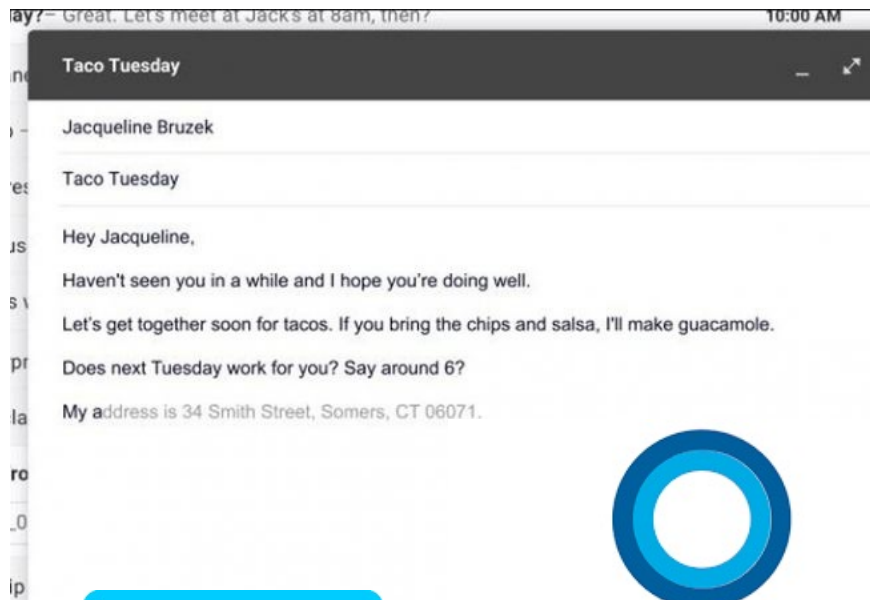 ay?– Great. Let's meet at Jack's at 8am, then? 10:00 AM
Taco Tuesday
Jacqueline Bruzek
Taco Tuesday
Hey Jacqueline,
Haven't seen you in a while and I hope you're doing well.
Let's get together soon for tacos. If you bring the chips and salsa, I'll make guacamole.
Does next Tuesday work for you? Say around 6?
My address is 34 Smith Street, Somers, CT 06071.